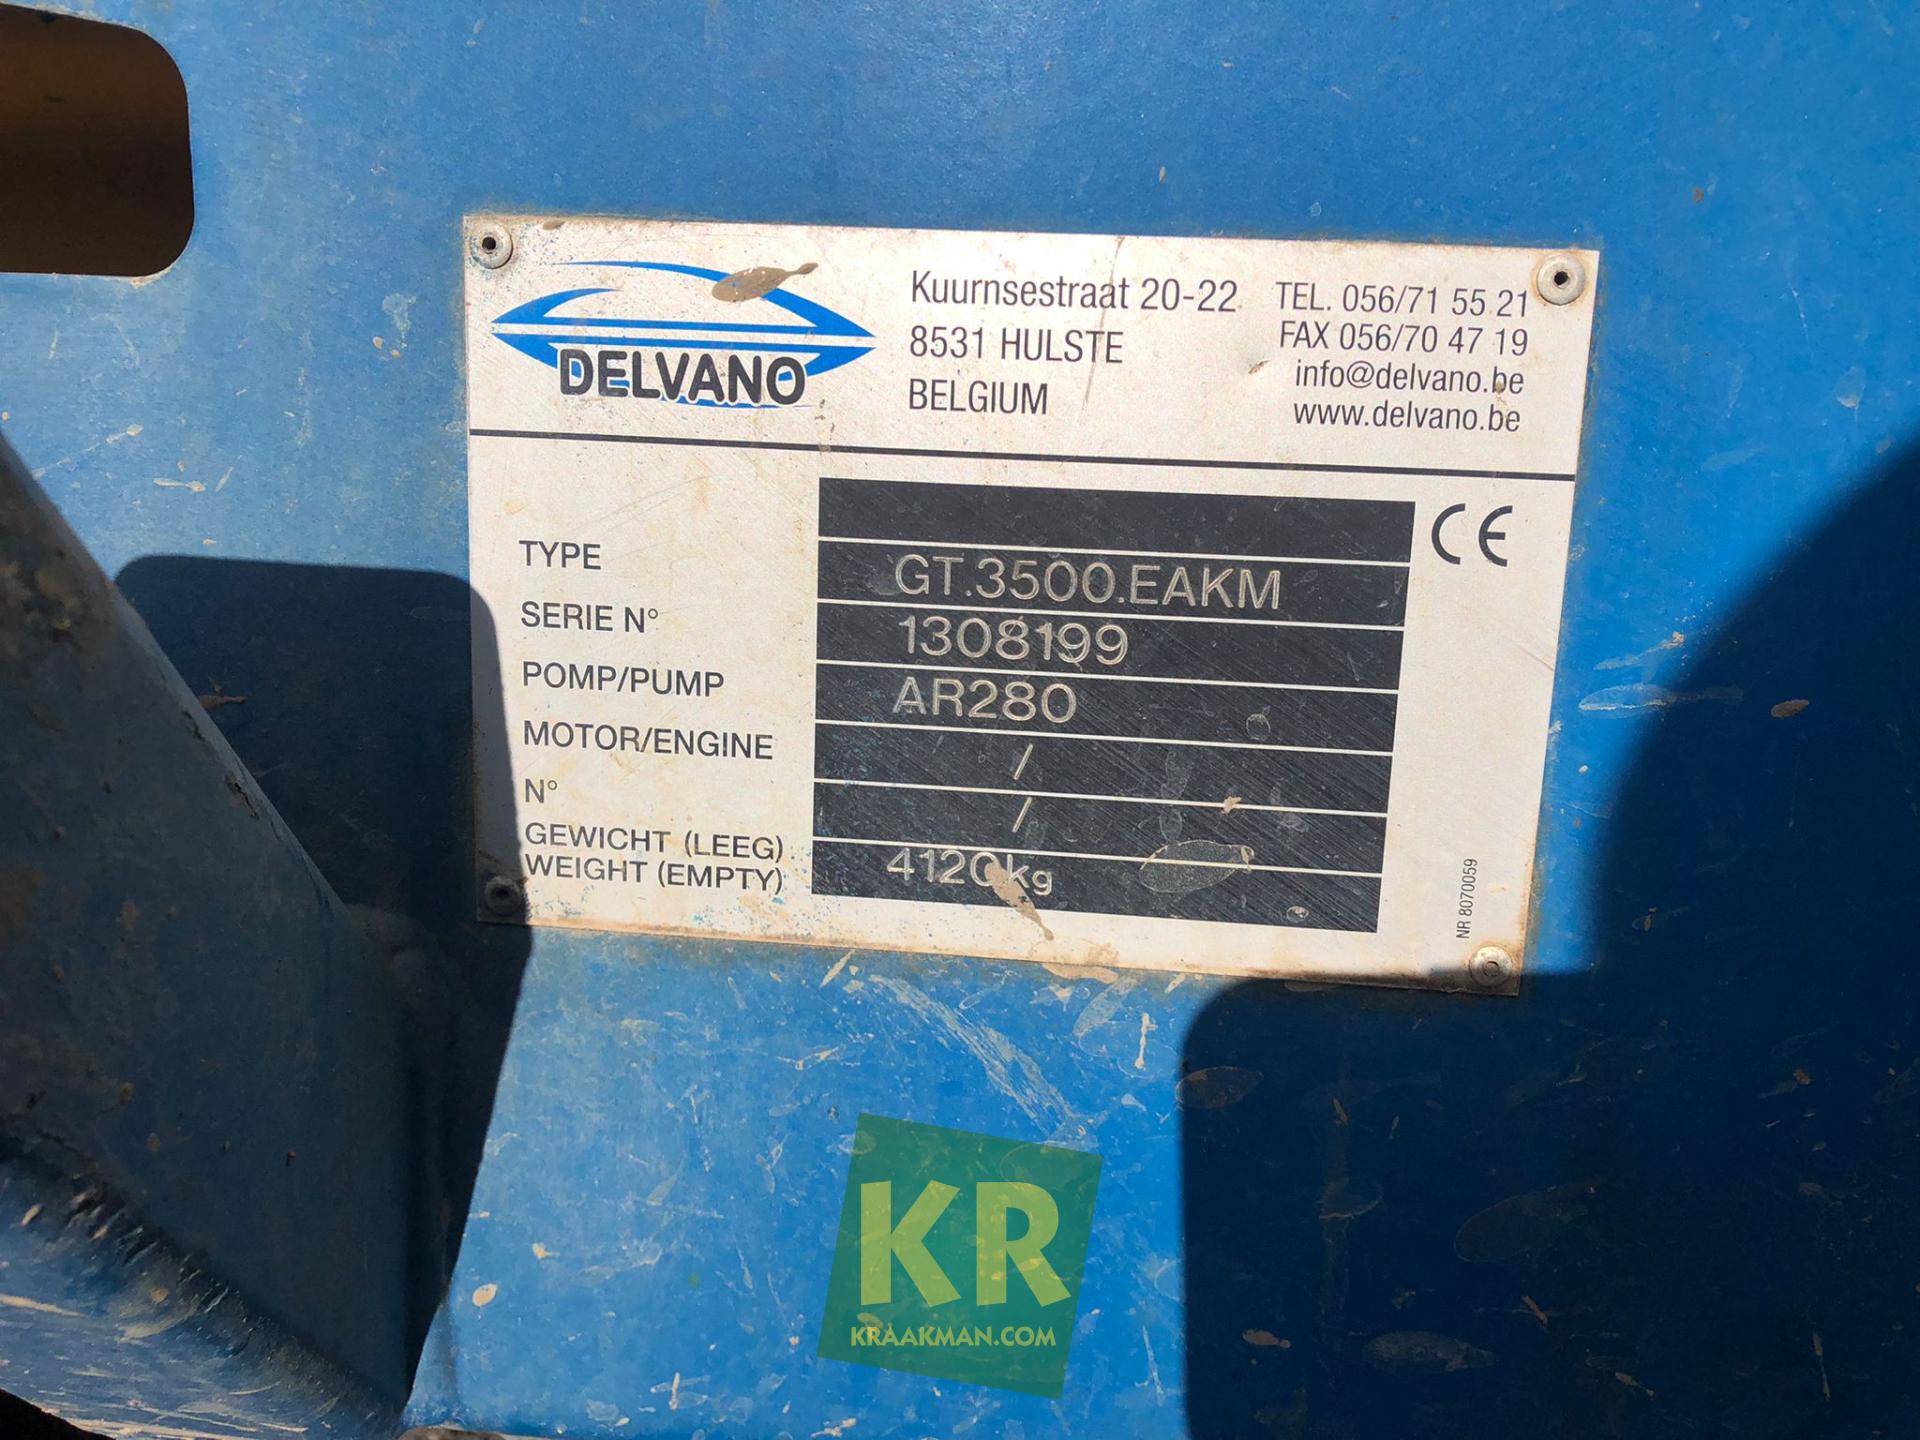 DELVANO
Kuurnsestraat 20-22
8531 HULSTE
BELGIUM
TEL. 056/71 55 21
FAX 056/70 47 19
info@delvano.be
www.delvano.be
CE
TYPE GT.3500.EAKM
SERIE N° 1308199
POMP/PUMP AR280
MOTOR/ENGINE /
N° /
GEWICHT (LEEG)
WEIGHT (EMPTY) 4120kg
NR 8070059
KR
KRAAKMAN.COM